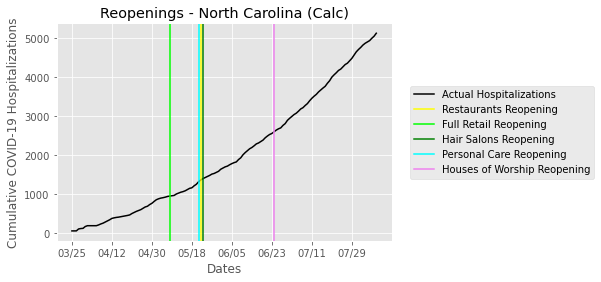 Reopenings - North Carolina (Calc)
Cumulative COVID-19 Hospitalizations
5000
4000
3000
2000
1000
0
03/25 04/12 04/30 05/18 06/05 06/23 07/11 07/29
Dates
Actual Hospitalizations
Restaurants Reopening
Full Retail Reopening
Hair Salons Reopening
Personal Care Reopening
Houses of Worship Reopening